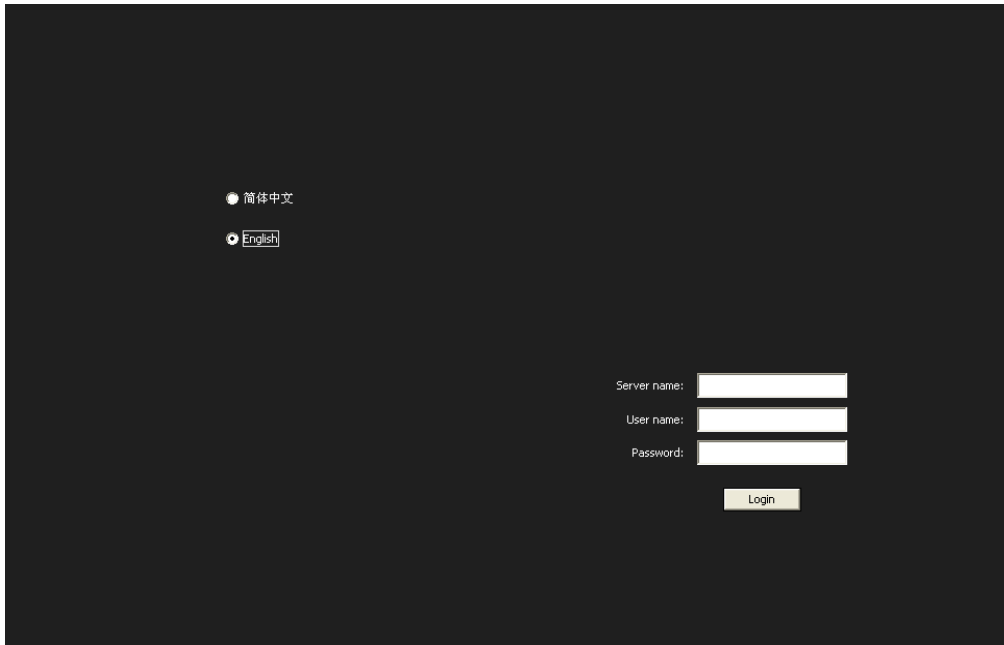 简体中文
English
Server name:
User name:
Password:
Login